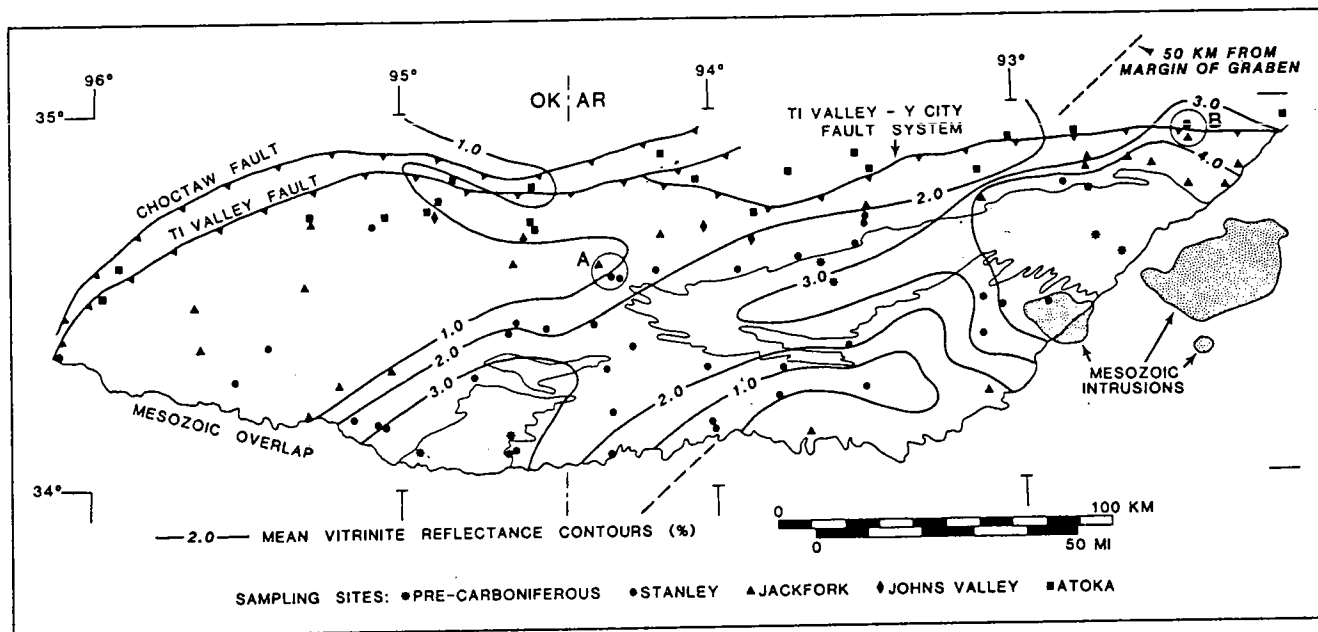 50 KM FROM
MARGIN OF GRABEN
96°
95°
94°
93°
OK AR
35°
TI VALLEY - Y CITY
FAULT SYSTEM
3.0
B
1.0
4.0
CHOCTAW FAULT
TI VALLEY FAULT
2.0
A
3.0
1.0
2.0
3.0
2.0
1.0
MESOZOIC
INTRUSIONS
MESOZOIC OVERLAP
34°
0 100 KM
0 50 MI
2.0 MEAN VITRINITE REFLECTANCE CONTOURS (%)
SAMPLING SITES: PRE-CARBONIFEROUS STANLEY JACKFORK JOHNS VALLEY ATOKA